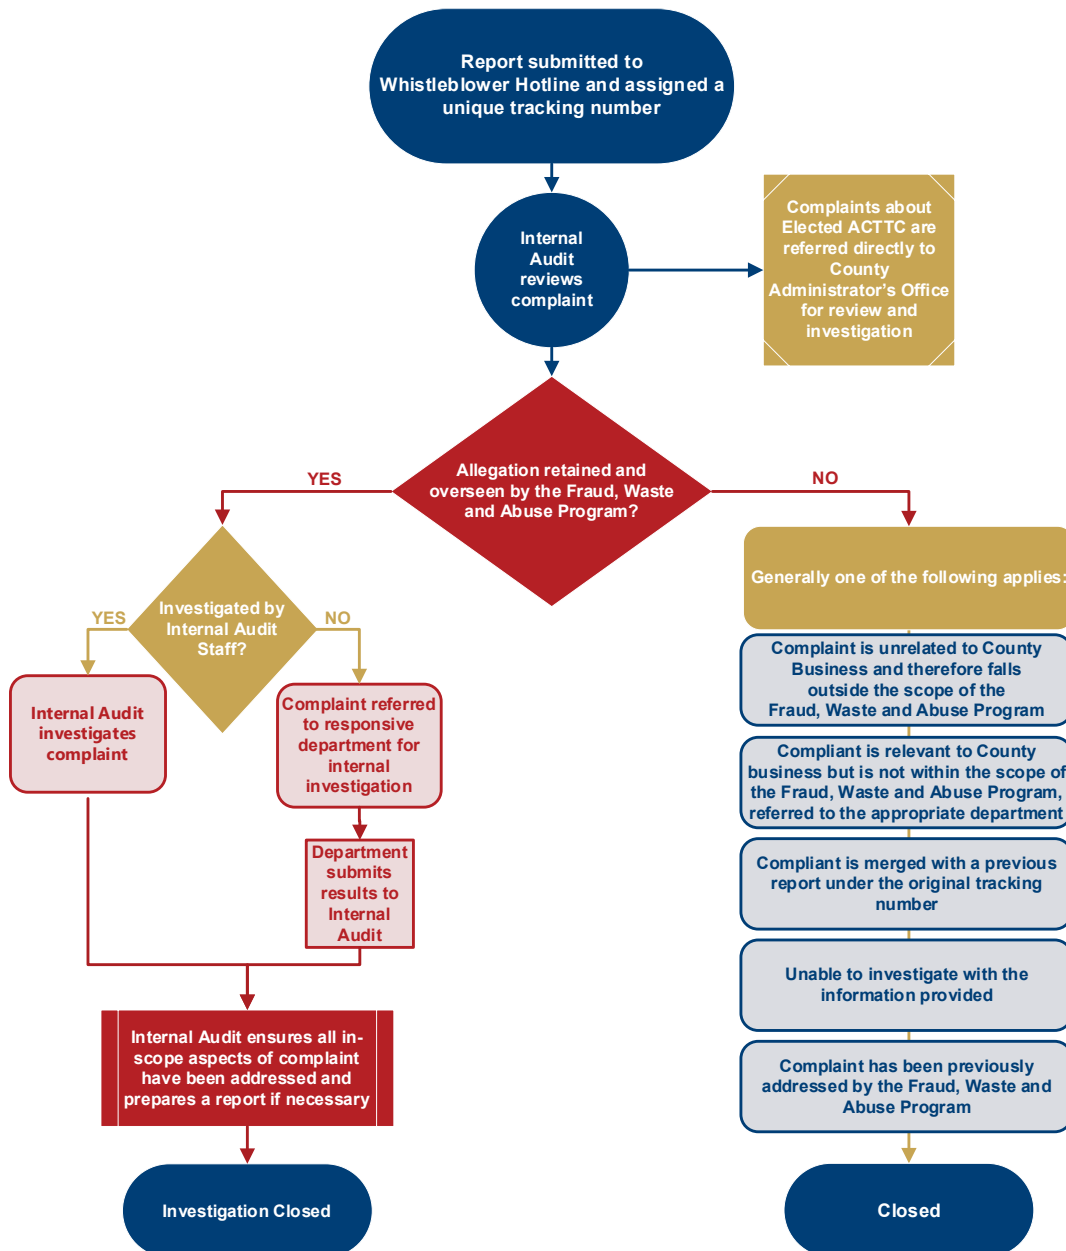 Report submitted to
Whistleblower Hotline and assigned a
unique tracking number
Internal
Audit
reviews
complaint
Complaints about
Elected ACTTC are
referred directly to
County
Administrator’s Office
for review and
investigation
Allegation retained and
overseen by the Fraud, Waste
and Abuse Program?
YES
NO
Investigated by
Internal Audit
Staff?
YES
NO
Internal Audit
investigates
complaint
Complaint referred
to responsive
department for
internal
investigation
Department
submits
results to
Internal
Audit
Internal Audit ensures all in-
scope aspects of complaint
have been addressed and
prepares a report if necessary
Investigation Closed
Generally one of the following applies:
Complaint is unrelated to County
Business and therefore falls
outside the scope of the
Fraud, Waste and Abuse Program
Compliant is relevant to County
business but is not within the scope of
the Fraud, Waste and Abuse Program,
referred to the appropriate department
Compliant is merged with a previous
report under the original tracking
number
Unable to investigate with the
information provided
Complaint has been previously
addressed by the Fraud, Waste and
Abuse Program
Closed